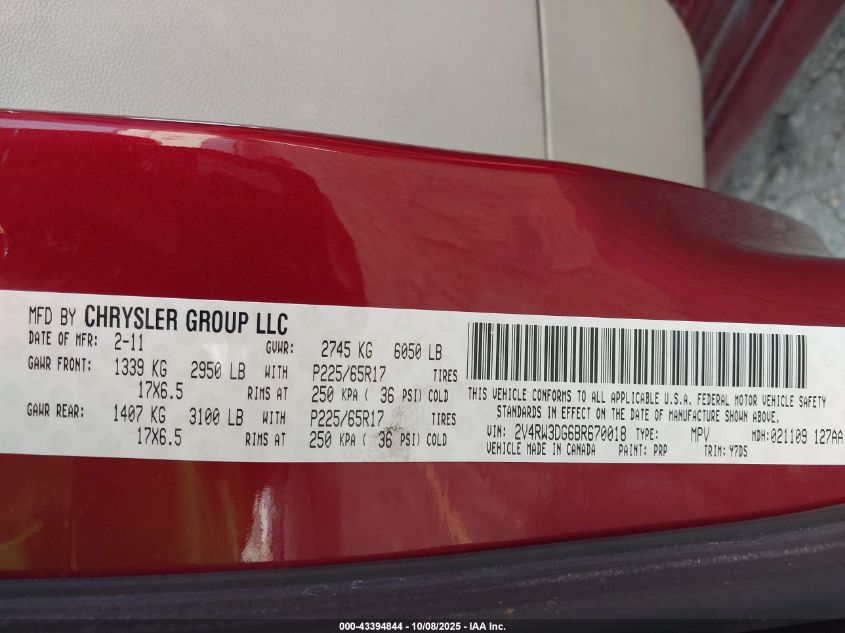 MFD BY CHRYSLER GROUP LLC
DATE OF MFR: 2-11 GVWR: 2745 KG 6050 LB
GAWR FRONT: 1339 KG 2950 LB WITH P225/65R17 TIRES
17X6.5 RIMS AT 250 KPA ( 36 PSI) COLD
GAWR REAR: 1407 KG 3100 LB WITH P225/65R17 TIRES
17X6.5 RIMS AT 250 KPA ( 36 PSI) COLD
THIS VEHICLE CONFORMS TO ALL APPLICABLE U.S.A. FEDERAL MOTOR VEHICLE SAFETY
STANDARDS IN EFFECT ON THE DATE OF MANUFACTURE SHOWN ABOVE.
VIN: 2V4RW3DG6BR670018 TYPE: MPV MDH: 021109 127AA
VEHICLE MADE IN CANADA PAINT: PRP TRIM: Y7DS
000-43394844 • 10/08/2025 - IAA Inc.